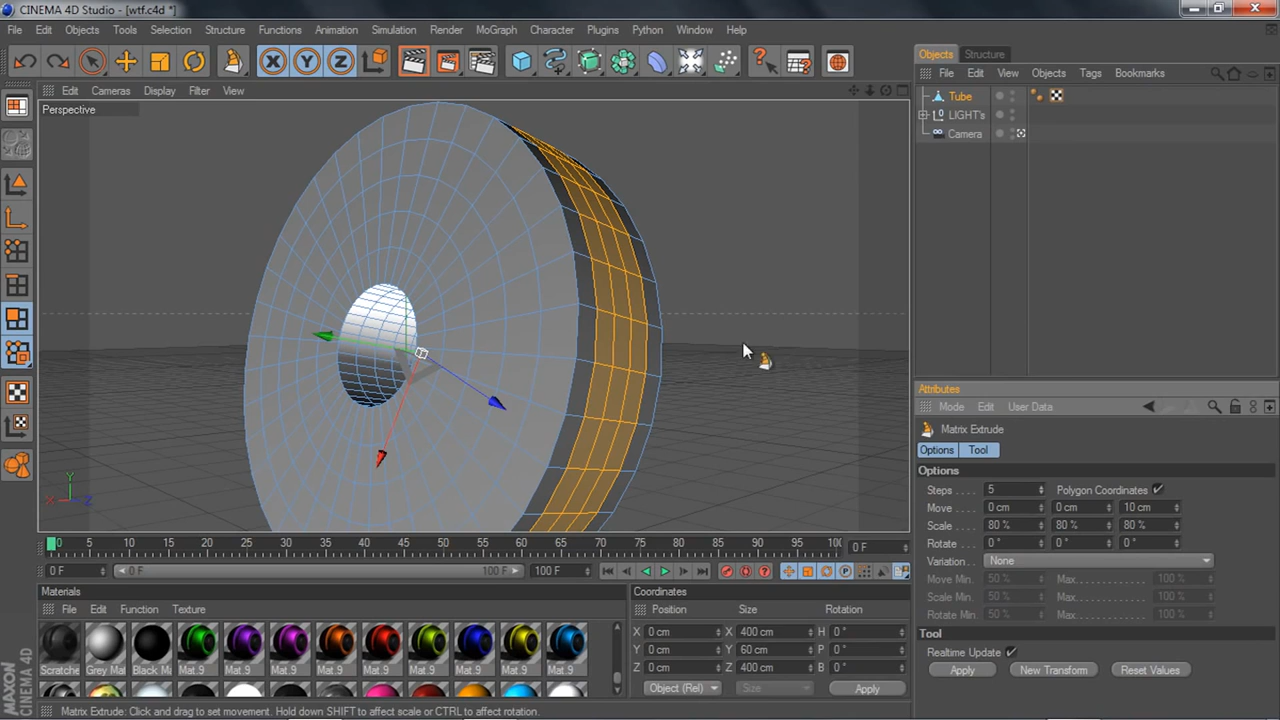 CINEMA 4D Studio - [wtf.c4d *]
File Edit Objects Tools Selection Structure Functions Animation Simulation Render MoGraph Character Plugins Python Window Help
X Y Z
Edit Cameras Display Filter View
Perspective
Y
X Z
0 5 10 15 20 25 30 35 40 45 50 55 60 65 70 75 80 85 90 95 10 0 F
0 F 0 F 100 F 100 F
Objects Structure
File Edit View Objects Tags Bookmarks
Tube
LIGHT's
Camera
Attributes
Mode Edit User Data
Matrix Extrude
Options Tool
Options
Steps . . . . 5 Polygon Coordinates
Move . . . . 0 cm 0 cm 10 cm
Scale . . . . 80 % 80 % 80 %
Rotate . . . 0 ° 0 ° 0 °
Variation. . . None
Move Min. 50 % Max. . . . . . . . . . . 100 %
Scale Min. 50 % Max. . . . . . . . . . . 100 %
Rotate Min. 50 % Max. . . . . . . . . . . 100 %
Tool
Realtime Update
Apply New Transform Reset Values
Materials
File Edit Function Texture
Scratche Grey Mat Black Ma Mat.9 Mat.9 Mat.9 Mat.9 Mat.9 Mat.9 Mat.9 Mat.9 Mat.9
Coordinates
Position Size Rotation
X 0 cm X 400 cm H 0 °
Y 0 cm Y 60 cm P 0 °
Z 0 cm Z 400 cm B 0 °
Object (Rel) Size Apply
MAXON
CINEMA 4D
Matrix Extrude: Click and drag to set movement. Hold down SHIFT to affect scale or CTRL to affect rotation.